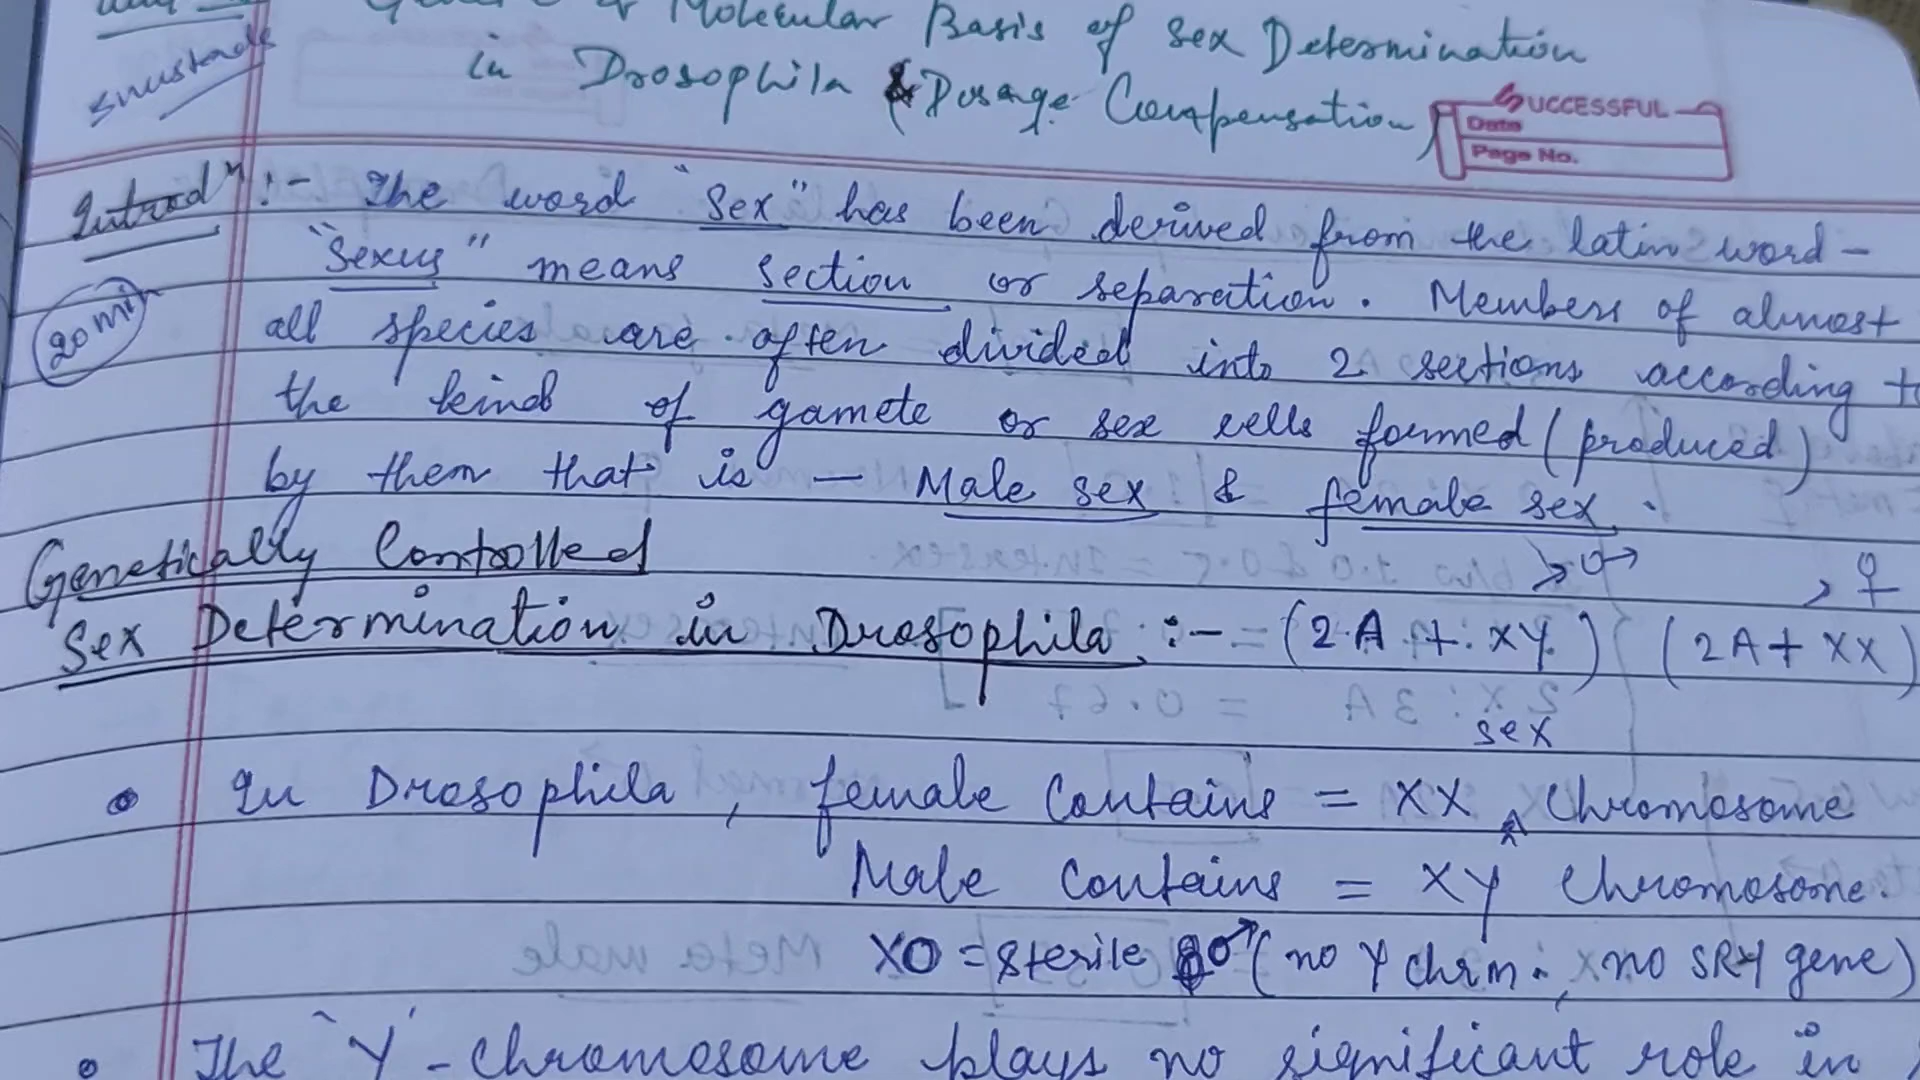 Molecular Basis of Sex Determination
in Drosophila & Dosage Compensation
snustads
SUCCESSFUL
Date
Page No.
Introdⁿ :- The word "Sex" has been derived from the latin word -
"Sexus" means section or separation. Members of almost
20 min
all species are often divided into 2 sections according to
the kind of gamete or sex cells formed (produced)
by them that is - Male sex & female sex.
Genetically Controlled
→ ♂ , ♀
Sex Determination in Drosophila :- (2A + XY) (2A + XX)
sex
• In Drosophila, female Contains = XX ^ Chromosome
Male Contains = XY Chromosome.
XO = Sterile ♂ (no Y chrm: no SRY gene)
• The 'Y' - Chromosome plays no significant role in